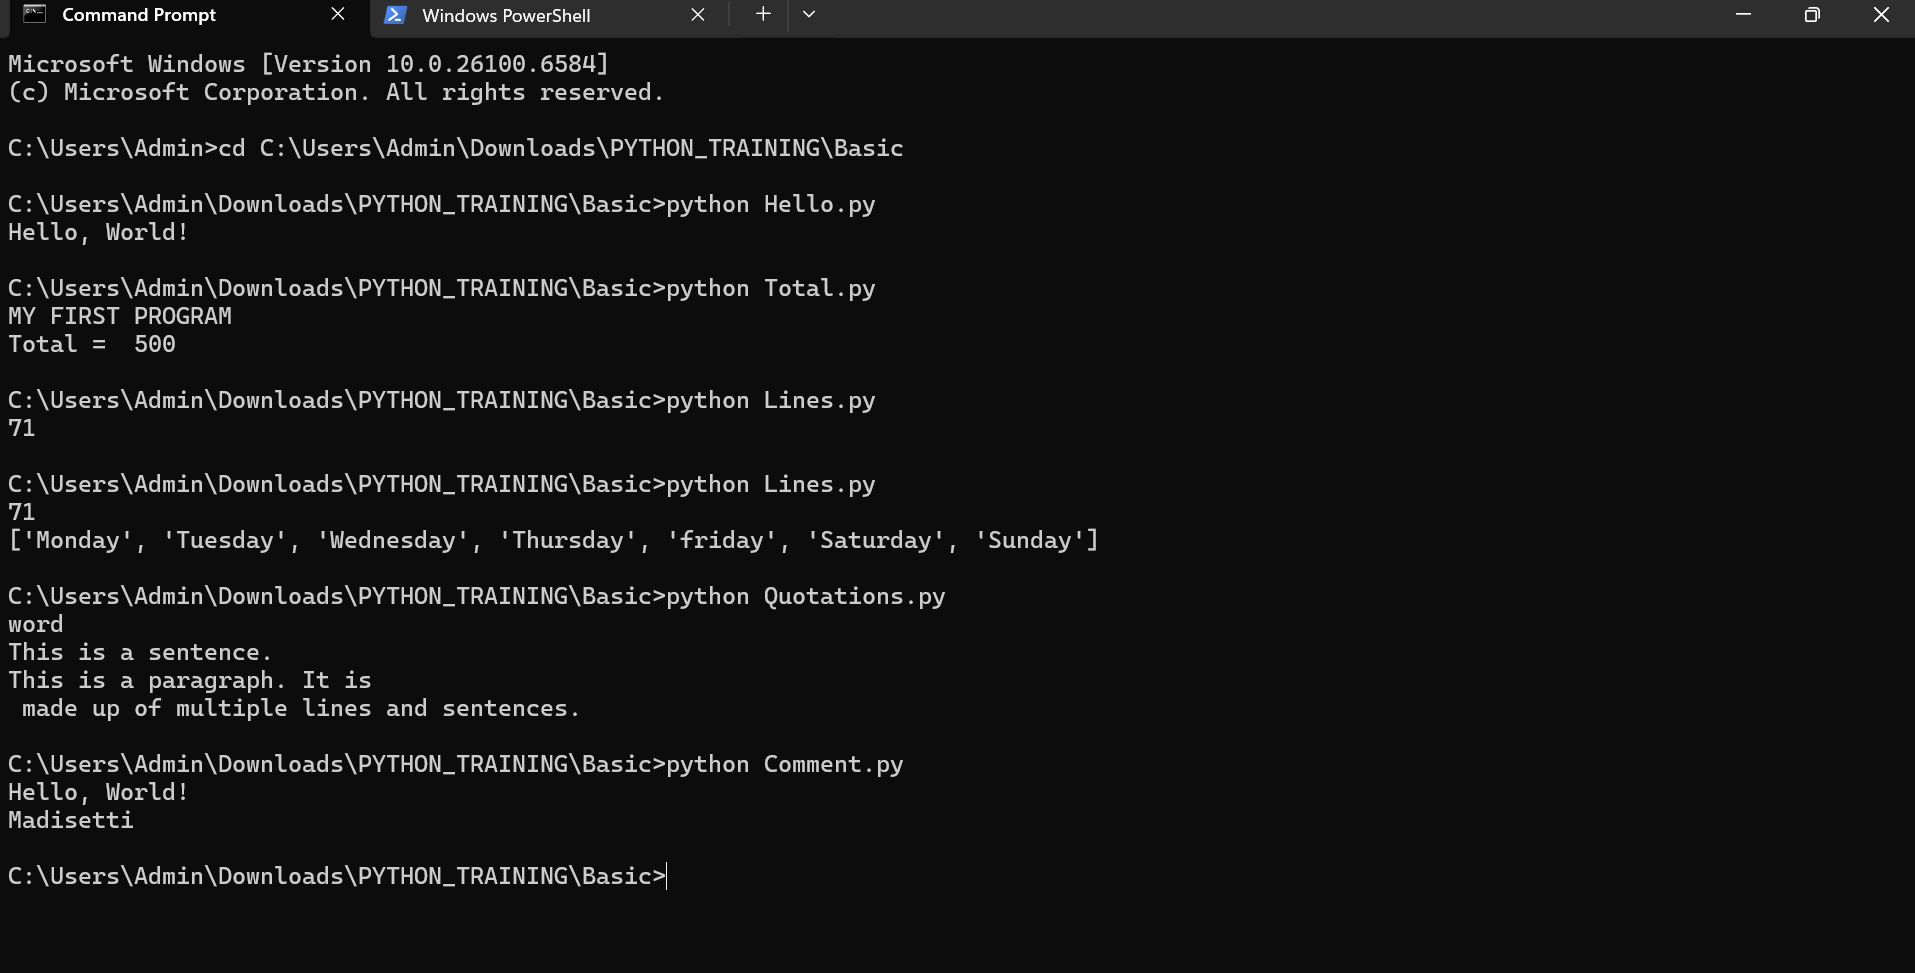 Command Prompt
Windows PowerShell
Microsoft Windows [Version 10.0.26100.6584]
(c) Microsoft Corporation. All rights reserved.
C:\Users\Admin>cd C:\Users\Admin\Downloads\PYTHON_TRAINING\Basic
C:\Users\Admin\Downloads\PYTHON_TRAINING\Basic>python Hello.py
Hello, World!
C:\Users\Admin\Downloads\PYTHON_TRAINING\Basic>python Total.py
MY FIRST PROGRAM
Total =  500
C:\Users\Admin\Downloads\PYTHON_TRAINING\Basic>python Lines.py
71
C:\Users\Admin\Downloads\PYTHON_TRAINING\Basic>python Lines.py
71
['Monday', 'Tuesday', 'Wednesday', 'Thursday', 'friday', 'Saturday', 'Sunday']
C:\Users\Admin\Downloads\PYTHON_TRAINING\Basic>python Quotations.py
word
This is a sentence.
This is a paragraph. It is
 made up of multiple lines and sentences.
C:\Users\Admin\Downloads\PYTHON_TRAINING\Basic>python Comment.py
Hello, World!
Madisetti
C:\Users\Admin\Downloads\PYTHON_TRAINING\Basic>